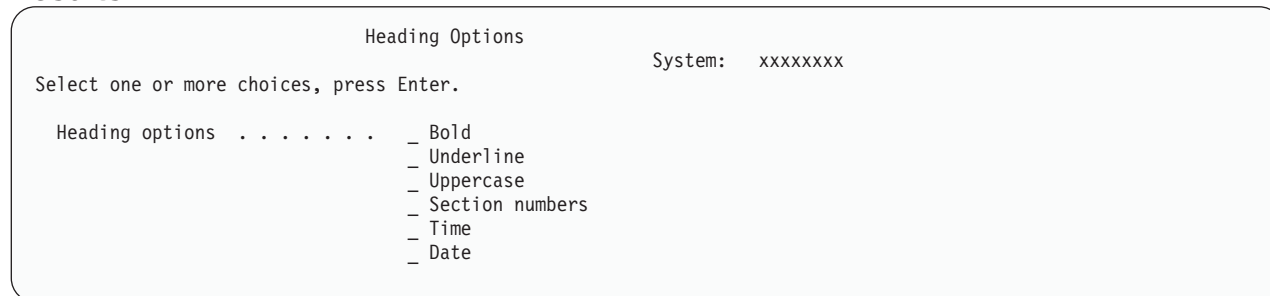 Heading Options
System: xxxxxxxx
Select one or more choices, press Enter.
Heading options . . . . . . . _ Bold
_ Underline
_ Uppercase
_ Section numbers
_ Time
_ Date